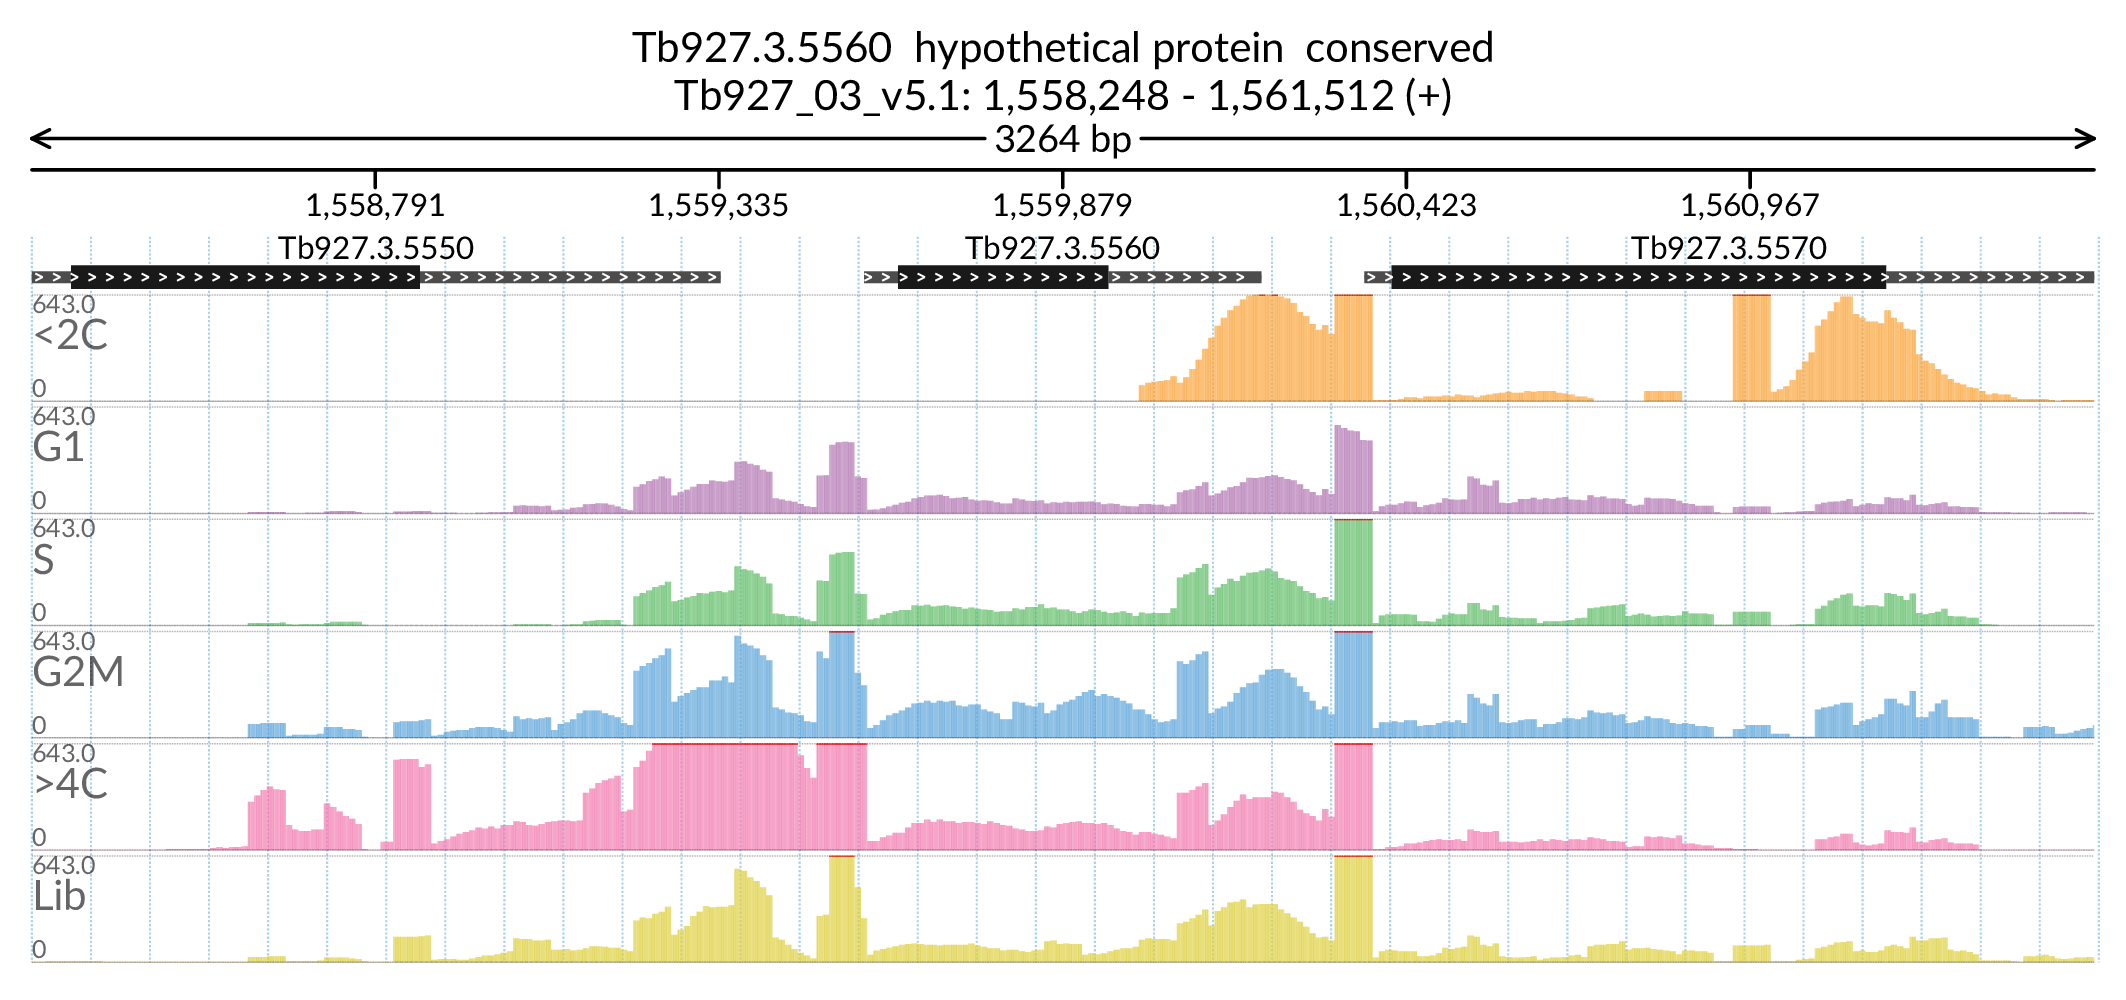 Tb927.3.5560 hypothetical protein conserved
Tb927_03_v5.1: 1,558,248 - 1,561,512 (+)
3264 bp
1,558,791 1,559,335 1,559,879 1,560,423 1,560,967
Tb927.3.5550 Tb927.3.5560 Tb927.3.5570
643.0
<2C
0
643.0
G1
0
643.0
S
0
643.0
G2M
0
643.0
>4C
0
643.0
Lib
0